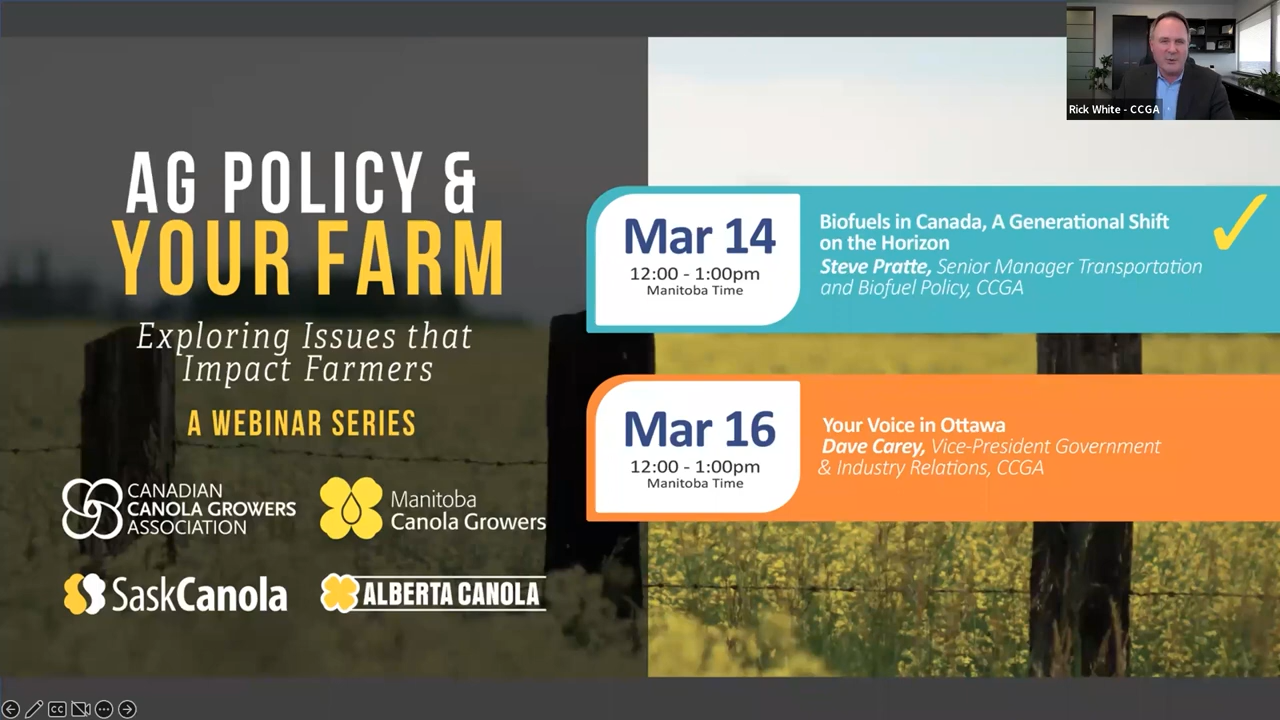 Rick White - CCGA
AG POLICY &
YOUR FARM
Exploring Issues that
Impact Farmers
A WEBINAR SERIES
CANADIAN
CANOLA GROWERS
ASSOCIATION
Manitoba
Canola Growers
SaskCanola
ALBERTA CANOLA
Mar 14
12:00 - 1:00pm
Manitoba Time
Biofuels in Canada, A Generational Shift
on the Horizon
Steve Pratte, Senior Manager Transportation
and Biofuel Policy, CCGA
Mar 16
12:00 - 1:00pm
Manitoba Time
Your Voice in Ottawa
Dave Carey, Vice-President Government
& Industry Relations, CCGA
CC